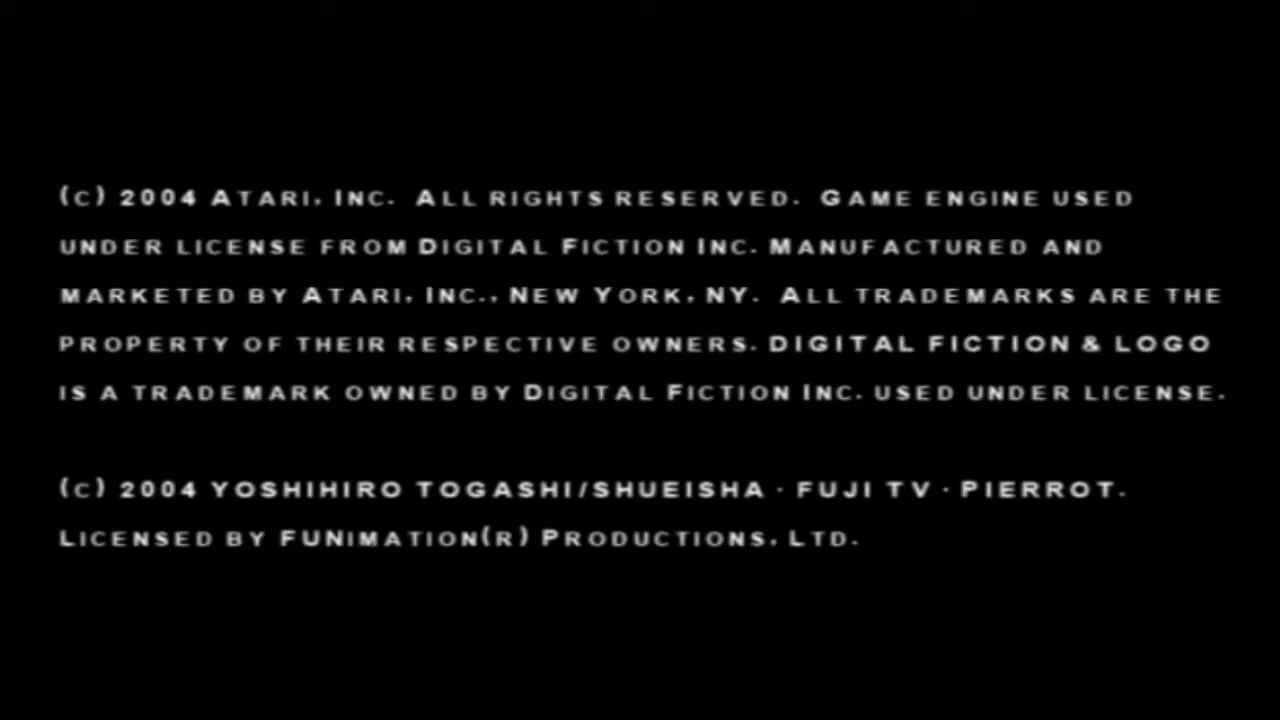 (c) 2004 Atari, Inc.  All rights reserved.  Game engine used
under license from Digital Fiction Inc. Manufactured and
marketed by Atari, Inc., New York, NY.  All trademarks are the
property of their respective owners. DIGITAL FICTION & LOGO
is a trademark owned by Digital Fiction Inc. used under license.
(c) 2004 YOSHIHIRO TOGASHI/SHUEISHA · FUJI TV · PIERROT.
Licensed by FUNimation(r) Productions, Ltd.